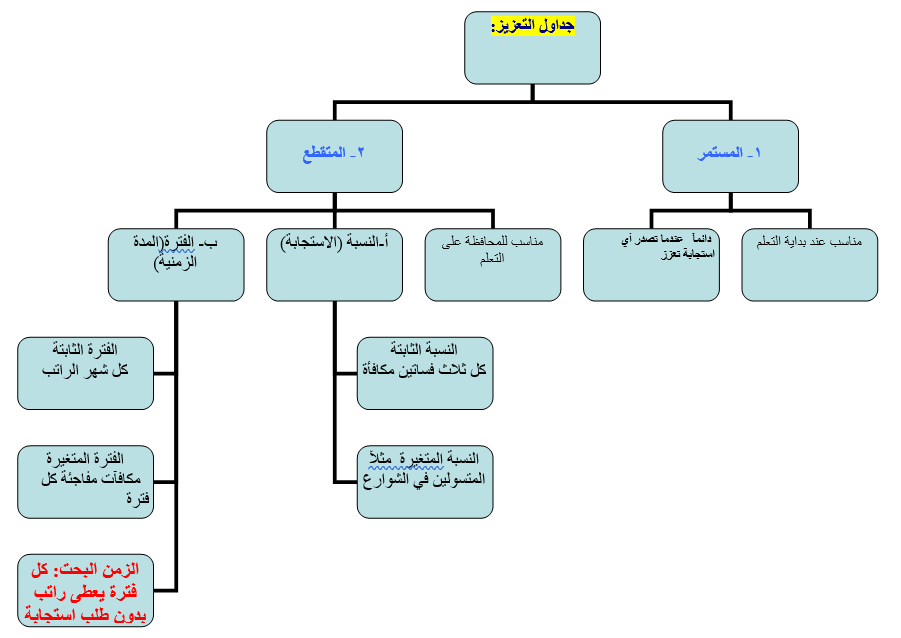 جداول التعزيز:
١- المستمر
٢- المتقطع
مناسب عند بداية التعلم
دائماً عندما تصدر أي
استجابة تعزز
مناسب للمحافظة على
التعلم
أ-النسبة (الاستجابة)
ب- الفترة(المدة
الزمنية)
النسبة الثابتة
كل ثلاث فساتين مكافأة
النسبة المتغيرة مثلاً
المتسولين في الشوارع
الفترة الثابتة
كل شهر الراتب
الفترة المتغيرة
مكافآت مفاجئة كل
فترة
الزمن البحت: كل
فترة يعطى راتب
بدون طلب استجابة